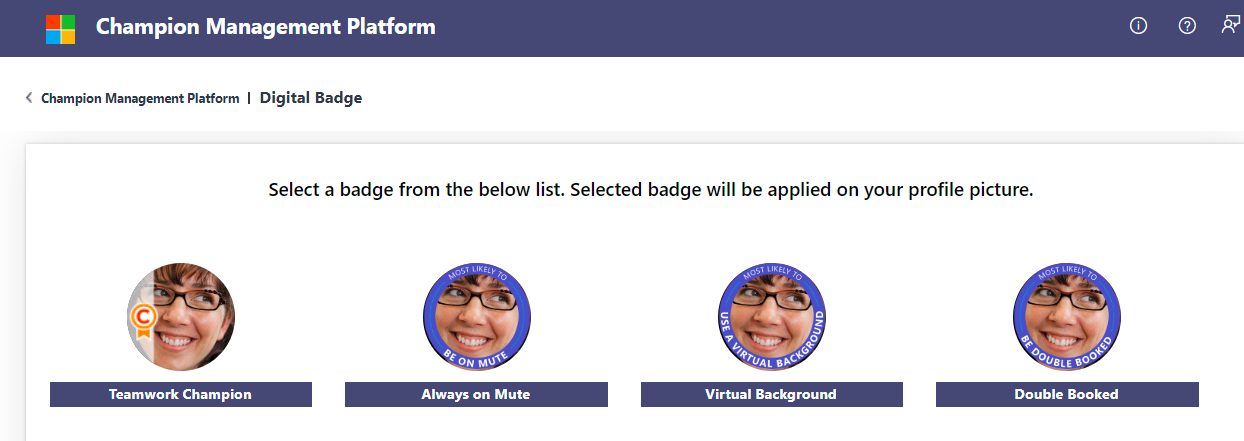 Champion Management Platform
Champion Management Platform | Digital Badge
Select a badge from the below list. Selected badge will be applied on your profile picture.
C
Teamwork Champion
MOST LIKELY TO
BE ON MUTE
Always on Mute
MOST LIKELY TO
USE A VIRTUAL BACKGROUND
Virtual Background
MOST LIKELY TO
BE DOUBLE BOOKED
Double Booked